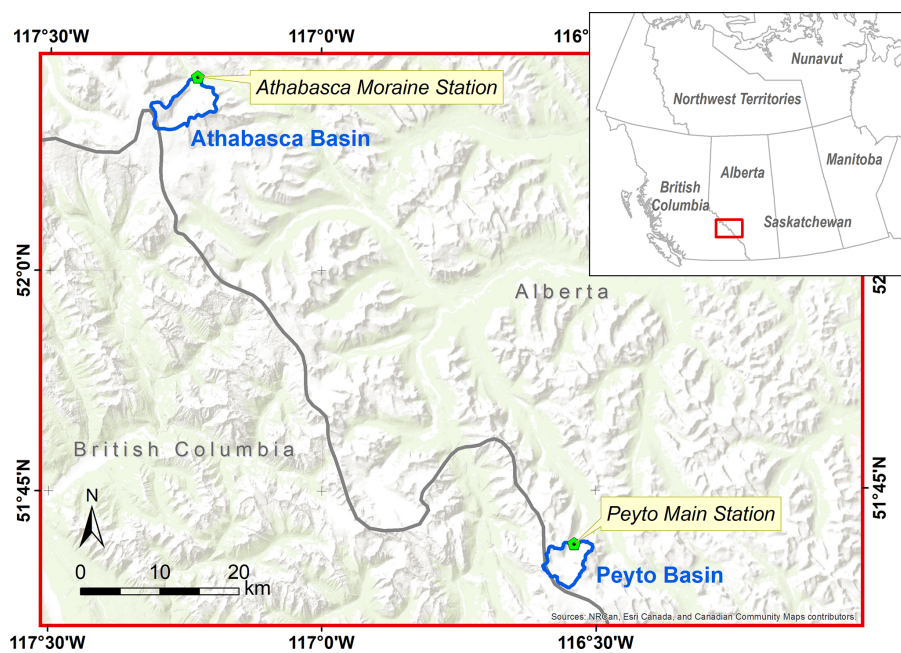 117°30'W
117°0'W
116°
Nunavut
Northwest Territories
Manitoba
Alberta
British
Columbia
Saskatchewan
Athabasca Moraine Station
Athabasca Basin
52°0'N
52°
Alberta
British Columbia
51°45'N
51°45'N
N
Peyto Main Station
Peyto Basin
0 10 20
km
Sources: NRCan, Esri Canada, and Canadian Community Maps contributors.
117°30'W
117°0'W
116°30'W